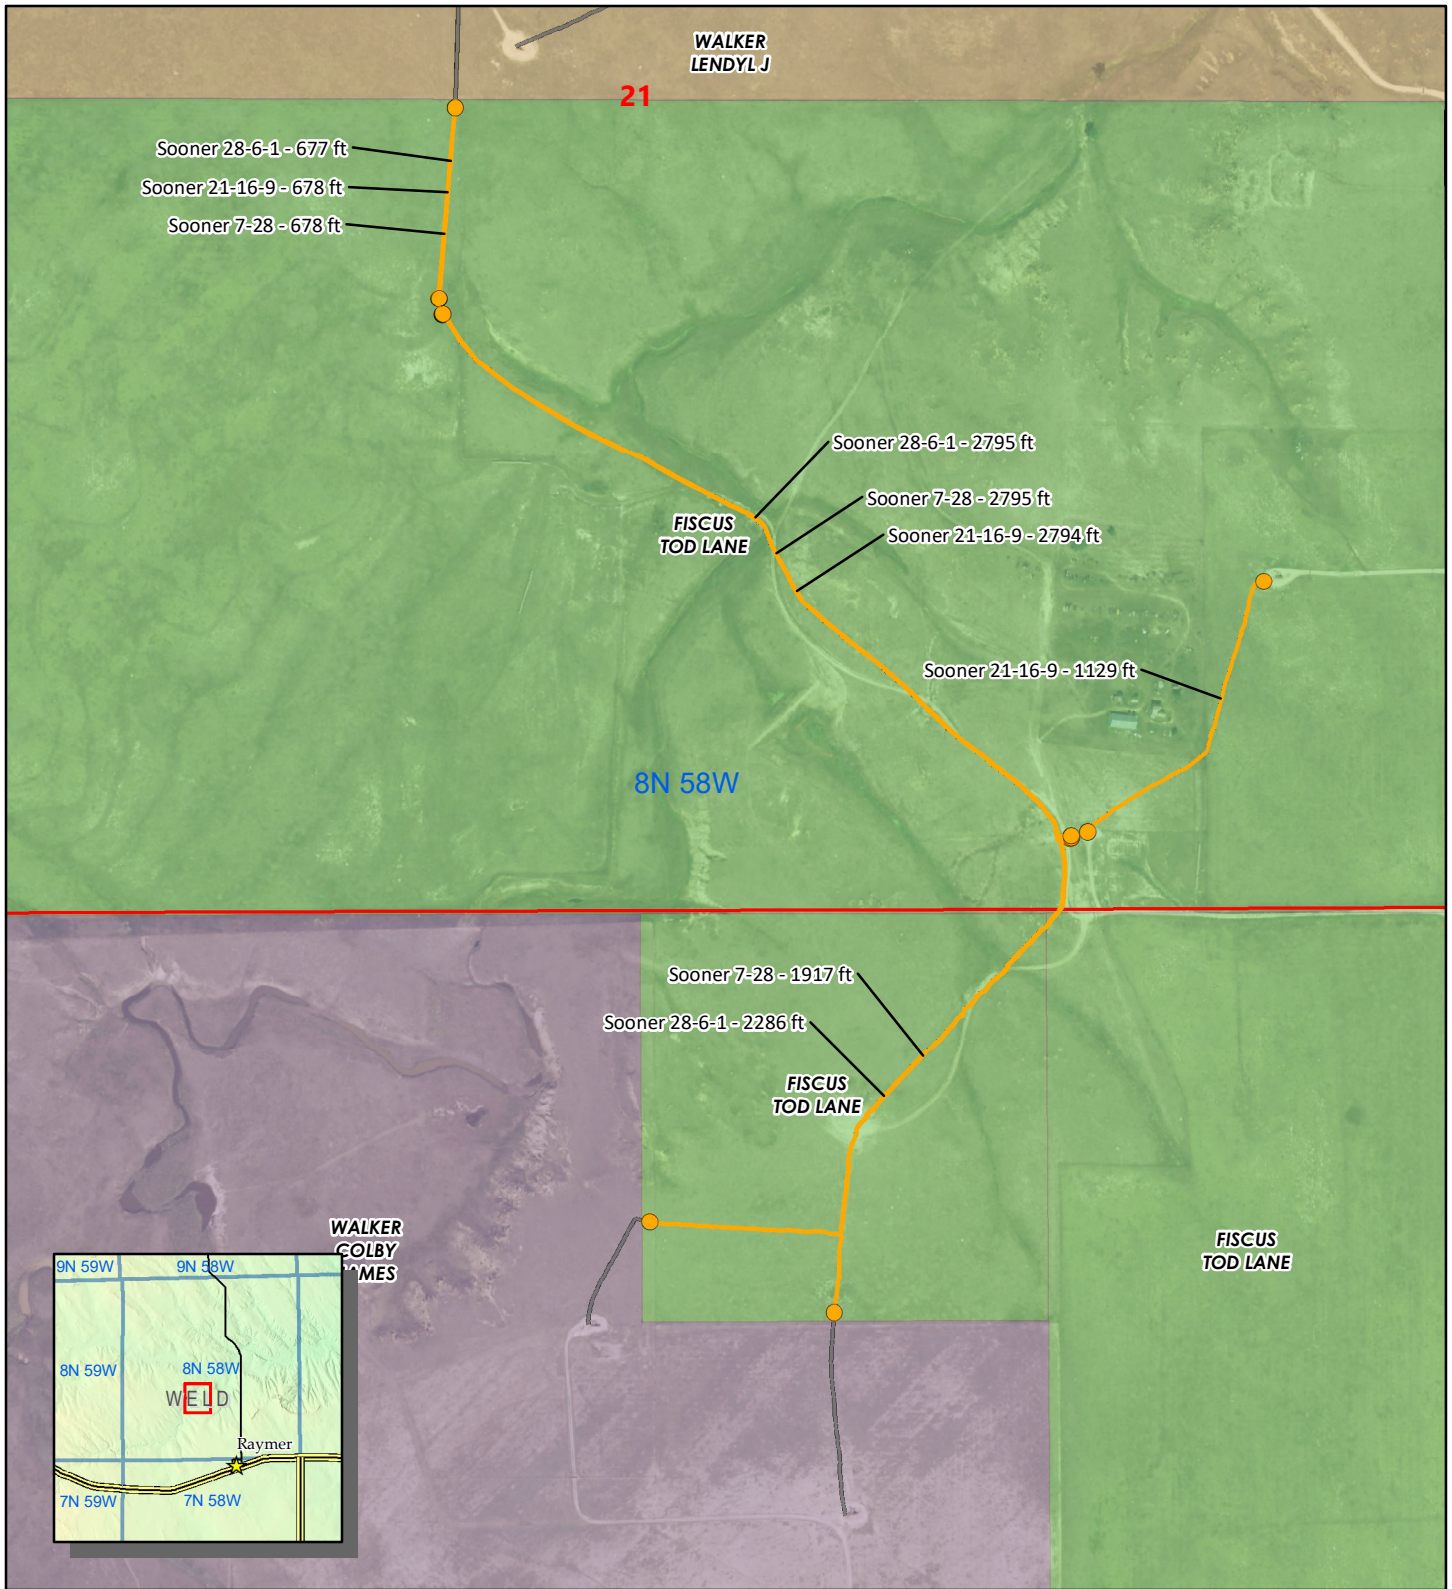 WALKER
LENDYL J
21
Sooner 28-6-1 - 677 ft
Sooner 21-16-9 - 678 ft
Sooner 7-28 - 678 ft
Sooner 28-6-1 - 2795 ft
Sooner 7-28 - 2795 ft
FISCUS
TOD LANE
Sooner 21-16-9 - 2794 ft
Sooner 21-16-9 - 1129 ft
8N 58W
Sooner 7-28 - 1917 ft
Sooner 28-6-1 - 2286 ft
FISCUS
TOD LANE
WALKER
COLBY
AMES
FISCUS
TOD LANE
9N 59W
9N 58W
8N 59W
8N 58W
WELD
Raymer
7N 59W
7N 58W